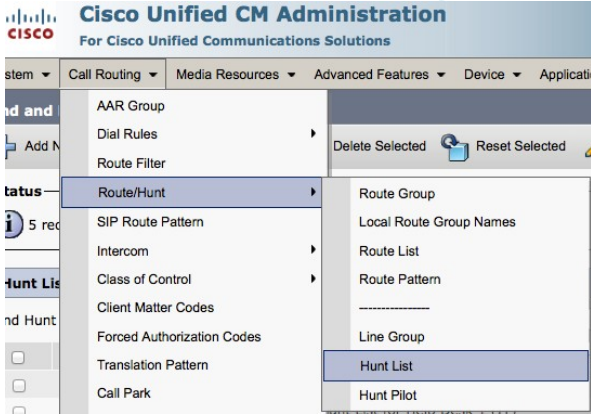 Cisco Unified CM Administration
CISCO
For Cisco Unified Communications Solutions
stem Call Routing Media Resources Advanced Features Device Applicati
nd and
AAR Group
Dial Rules
Add N
Delete Selected Reset Selected
Route Filter
tatus
Route/Hunt
Route Group
5 rec
SIP Route Pattern
Local Route Group Names
Intercom
Route List
Hunt Lis
Class of Control
Route Pattern
nd Hunt
Client Matter Codes
---------------
Forced Authorization Codes
Line Group
Translation Pattern
Hunt List
Call Park
Hunt Pilot